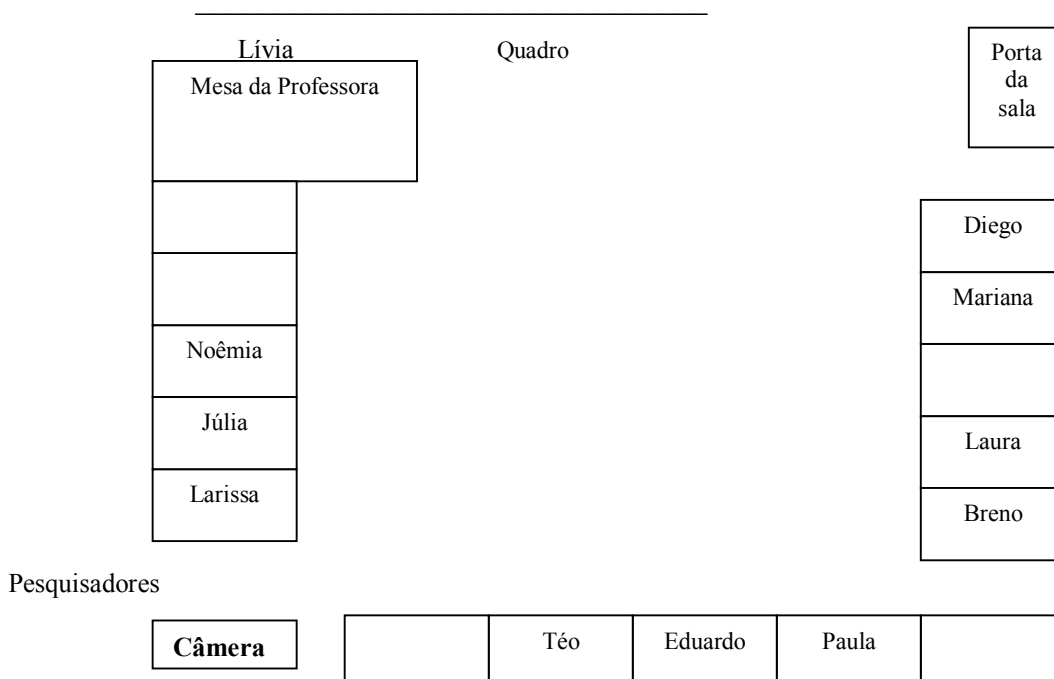 Lívia
Quadro
Porta
da
sala
Mesa da Professora
Diego
Mariana
Noêmia
Júlia
Laura
Larissa
Breno
Pesquisadores
Câmera
Téo
Eduardo
Paula